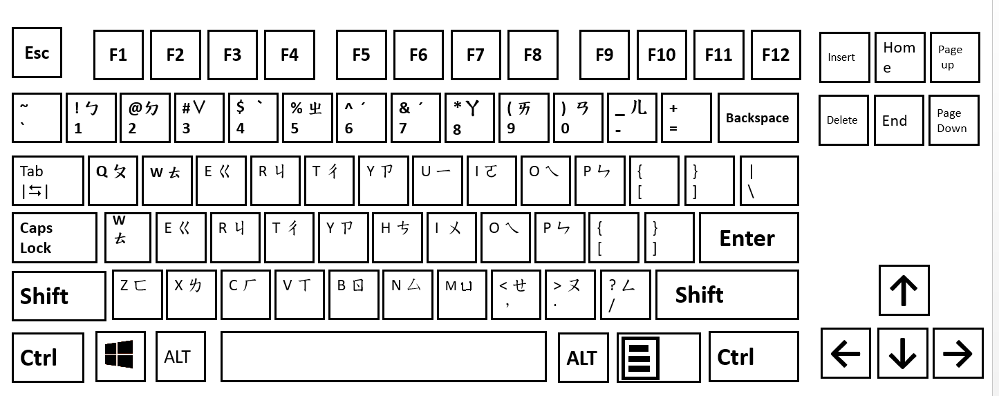 Esc F1 F2 F3 F4 F5 F6 F7 F8 F9 F10 F11 F12 Insert Hom
e Page
up
~ ! ㄅ @ㄉ #ˇ $ ˋ % ㄓ ^ ˊ & ˊ * ㄚ ( ㄞ ) ㄢ _ ㄦ + Backspace Delete End Page
Down
ˋ 1 2 3 4 5 6 7 8 9 0 - =
Tab Q ㄆ W ㄊ E ㄍ R ㄐ T ㄔ Y ㄗ U ㄧ I ㄛ O ㄟ P ㄣ { } |
|⇆| [ ] \
Caps W E ㄍ R ㄐ T ㄔ Y ㄗ H ㄘ I ㄨ O ㄟ P ㄣ { } Enter
Lock ㄊ [ ]
Shift Z ㄈ X ㄌ C ㄏ V ㄒ B ㄖ N ㄙ M ㄩ < ㄝ > ㄡ ? ㄥ Shift ↑
, . /
Ctrl ALT ALT Ctrl ← ↓ →